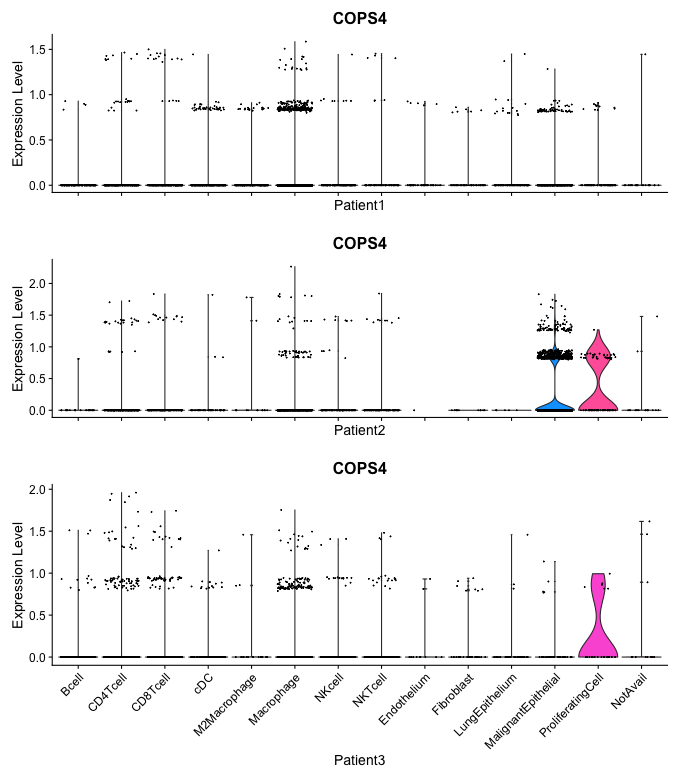 COPS4
Expression Level
1.5
1.0
0.5
0.0
Patient1
COPS4
Expression Level
2.0
1.5
1.0
0.5
0.0
Patient2
COPS4
Expression Level
2.0
1.5
1.0
0.5
0.0
Bcell
CD4Tcell
CD8Tcell
cDC
M2Macrophage
Macrophage
NKcell
NKTcell
Endothelium
Fibroblast
LungEpithelium
MalignantEpithelial
ProliferatingCell
NotAvail
Patient3